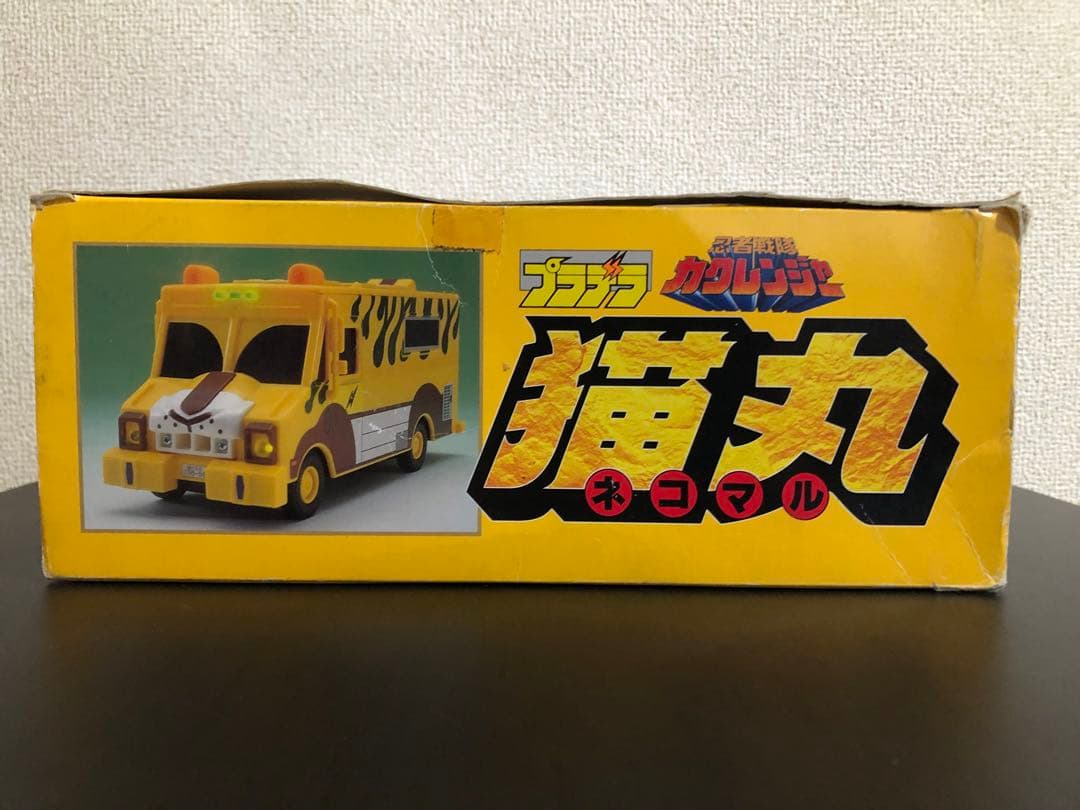 プラデラ
忍者戦隊
カクレンジャー
猫丸
ネコマル